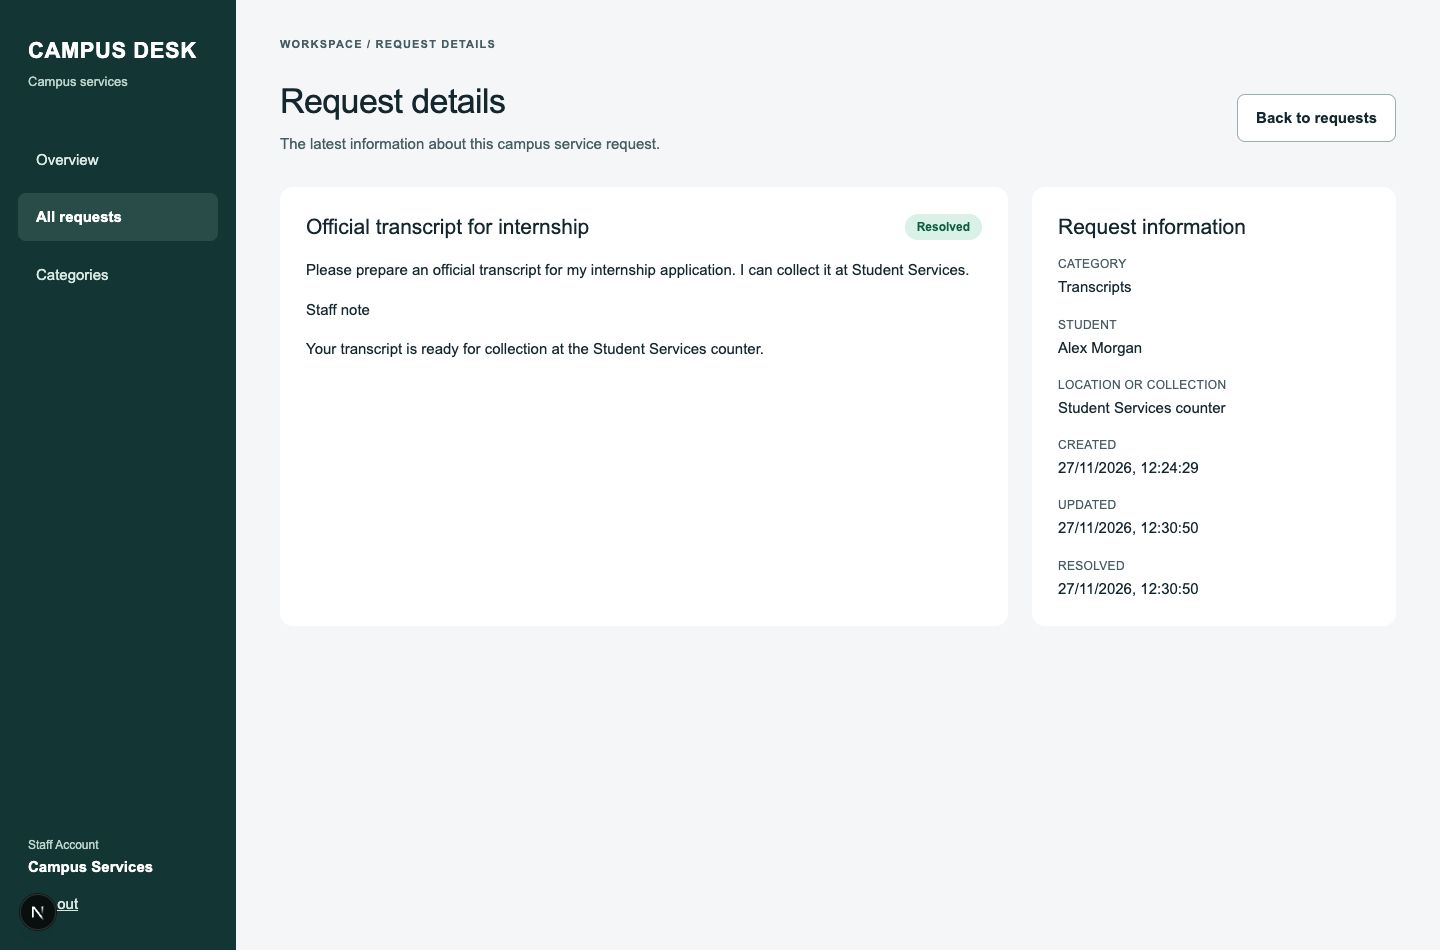 CAMPUS DESK
Campus services
Overview
All requests
Categories
Staff Account
Campus Services
out
N
WORKSPACE / REQUEST DETAILS
Request details
The latest information about this campus service request.
Back to requests
Official transcript for internship
Resolved
Please prepare an official transcript for my internship application. I can collect it at Student Services.
Staff note
Your transcript is ready for collection at the Student Services counter.
Request information
CATEGORY
Transcripts
STUDENT
Alex Morgan
LOCATION OR COLLECTION
Student Services counter
CREATED
27/11/2026, 12:24:29
UPDATED
27/11/2026, 12:30:50
RESOLVED
27/11/2026, 12:30:50